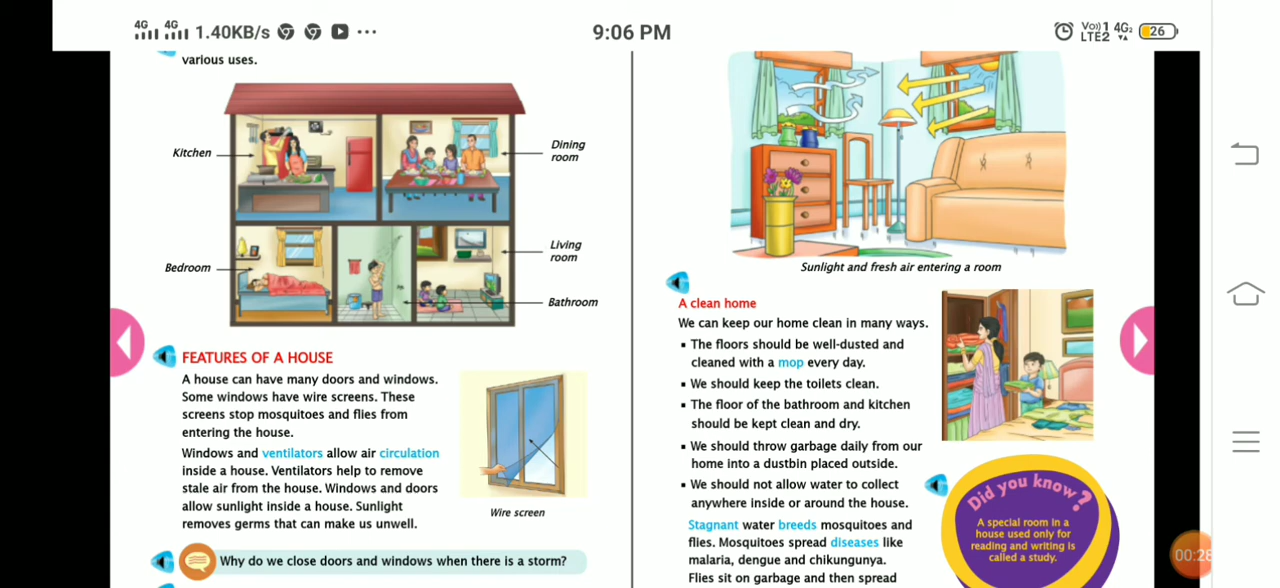 4G 4G 1.40KB/s
9:06 PM
Vo)) 1 4G2
LTE2
26
various uses.
Kitchen
Dining
room
Bedroom
Living
room
Bathroom
FEATURES OF A HOUSE
A house can have many doors and windows.
Some windows have wire screens. These
screens stop mosquitoes and flies from
entering the house.
Windows and ventilators allow air circulation
inside a house. Ventilators help to remove
stale air from the house. Windows and doors
allow sunlight inside a house. Sunlight
removes germs that can make us unwell.
Wire screen
Why do we close doors and windows when there is a storm?
Sunlight and fresh air entering a room
A clean home
We can keep our home clean in many ways.
▪ The floors should be well-dusted and
cleaned with a mop every day.
▪ We should keep the toilets clean.
▪ The floor of the bathroom and kitchen
should be kept clean and dry.
▪ We should throw garbage daily from our
home into a dustbin placed outside.
▪ We should not allow water to collect
anywhere inside or around the house.
Stagnant water breeds mosquitoes and
flies. Mosquitoes spread diseases like
malaria, dengue and chikungunya.
Flies sit on garbage and then spread
Did you know?
A special room in a
house used only for
reading and writing is
called a study.
00:28